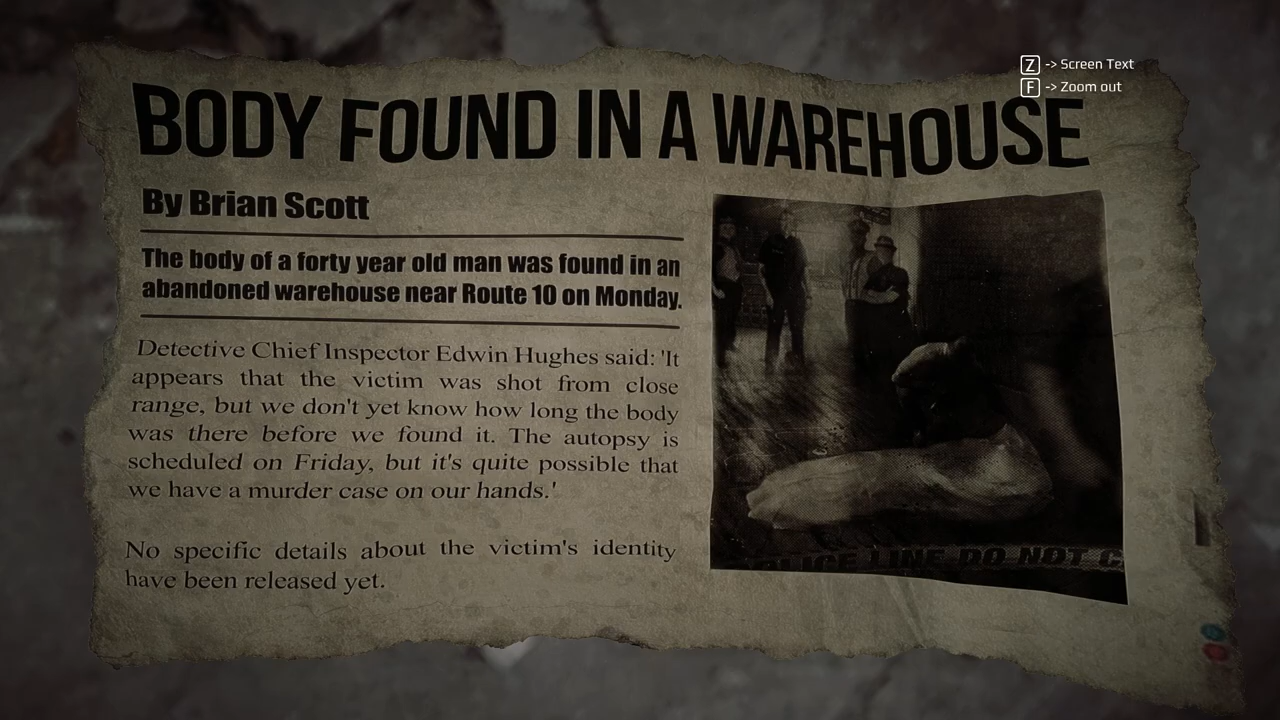 Z -> Screen Text
F -> Zoom out
BODY FOUND IN A WAREHOUSE
By Brian Scott
The body of a forty year old man was found in an
abandoned warehouse near Route 10 on Monday.
Detective Chief Inspector Edwin Hughes said: 'It
appears that the victim was shot from close
range, but we don't yet know how long the body
was there before we found it. The autopsy is
scheduled on Friday, but it's quite possible that
we have a murder case on our hands.'
No specific details about the victim's identity
have been released yet.
POLICE LINE DO NOT C